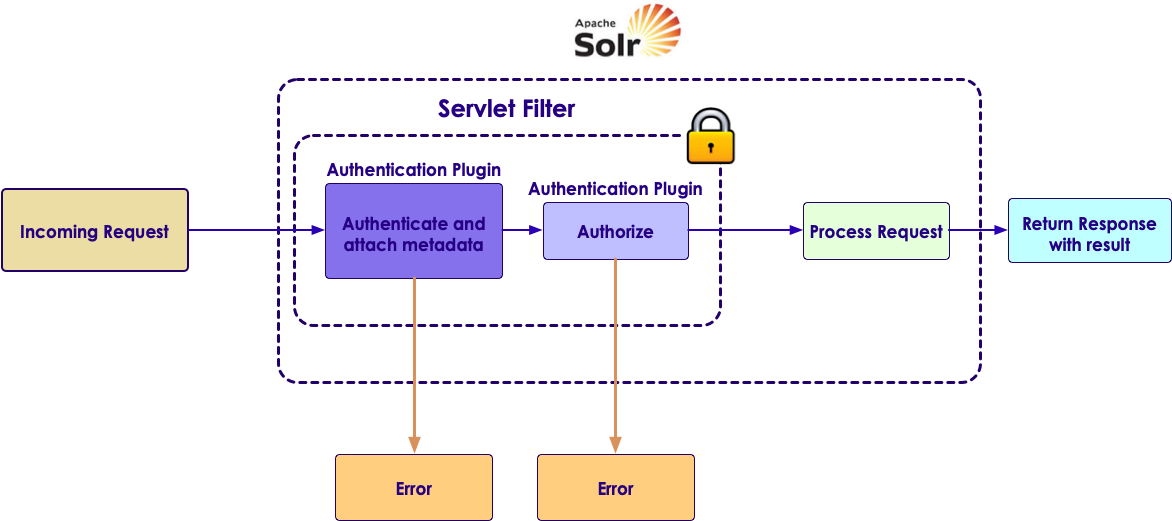 Apache
Solr
Servlet Filter
Authentication Plugin
Authentication Plugin
Incoming Request
Authenticate and
attach metadata
Authorize
Process Request
Return Response
with result
Error
Error